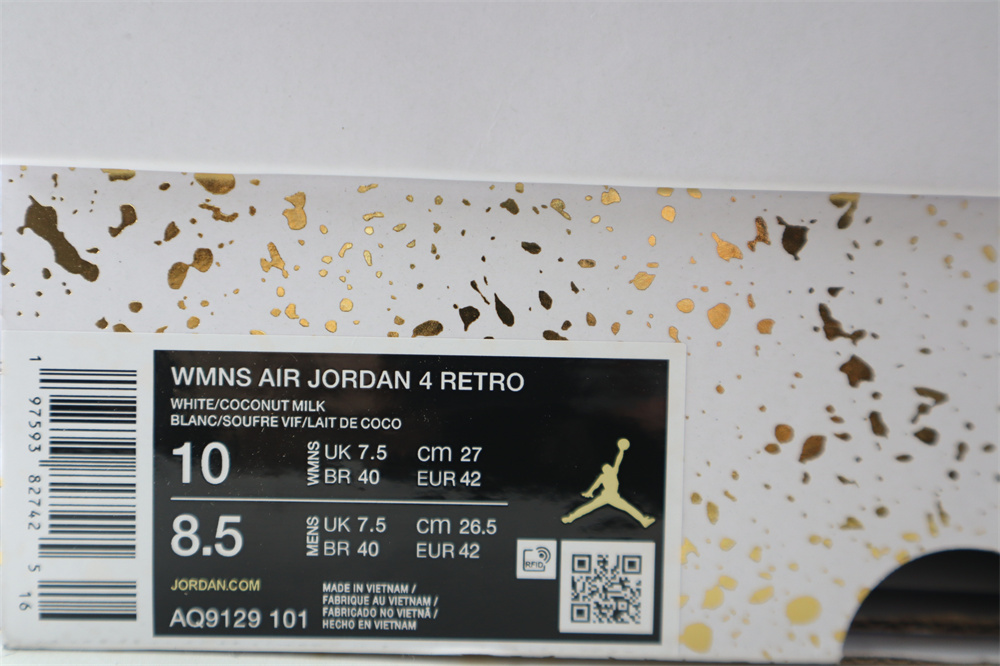 WMNS AIR JORDAN 4 RETRO
WHITE/COCONUT MILK
BLANC/SOUFRE VIF/LAIT DE COCO
10 WMNS UK 7.5 cm 27
BR 40 EUR 42
8.5 MENS UK 7.5 cm 26.5
BR 40 EUR 42
JORDAN.COM
AQ9129 101
MADE IN VIETNAM /
FABRIQUE AU VIETNAM /
FABRICADO NO VIETNÃ /
HECHO EN VIETNAM
RFID
1 97593 82742 5 16